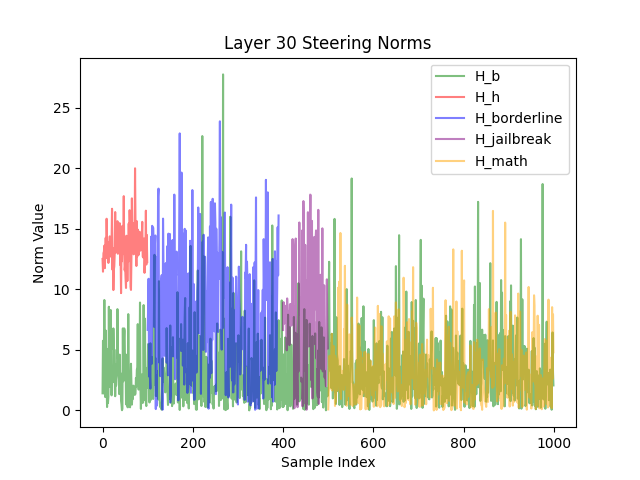 Layer 30 Steering Norms
H_b
H_h
H_borderline
H_jailbreak
H_math
Norm Value
25
20
15
10
5
0
0
200
400
600
800
1000
Sample Index